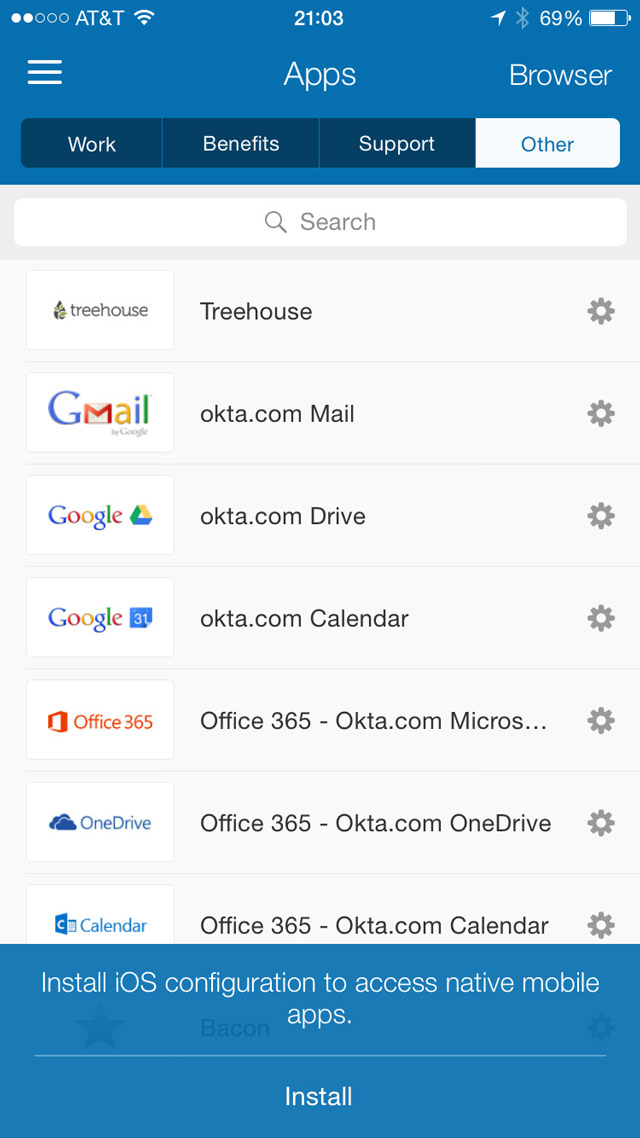 AT&T 21:03 69%
Apps Browser
Work Benefits Support Other
Search
treehouse Treehouse
Gmail by Google okta.com Mail
Google okta.com Drive
Google 31 okta.com Calendar
Office 365 Office 365 - Okta.com Micros...
OneDrive Office 365 - Okta.com OneDrive
Calendar Office 365 - Okta.com Calendar
Install iOS configuration to access native mobile
apps.
Bacon
Install